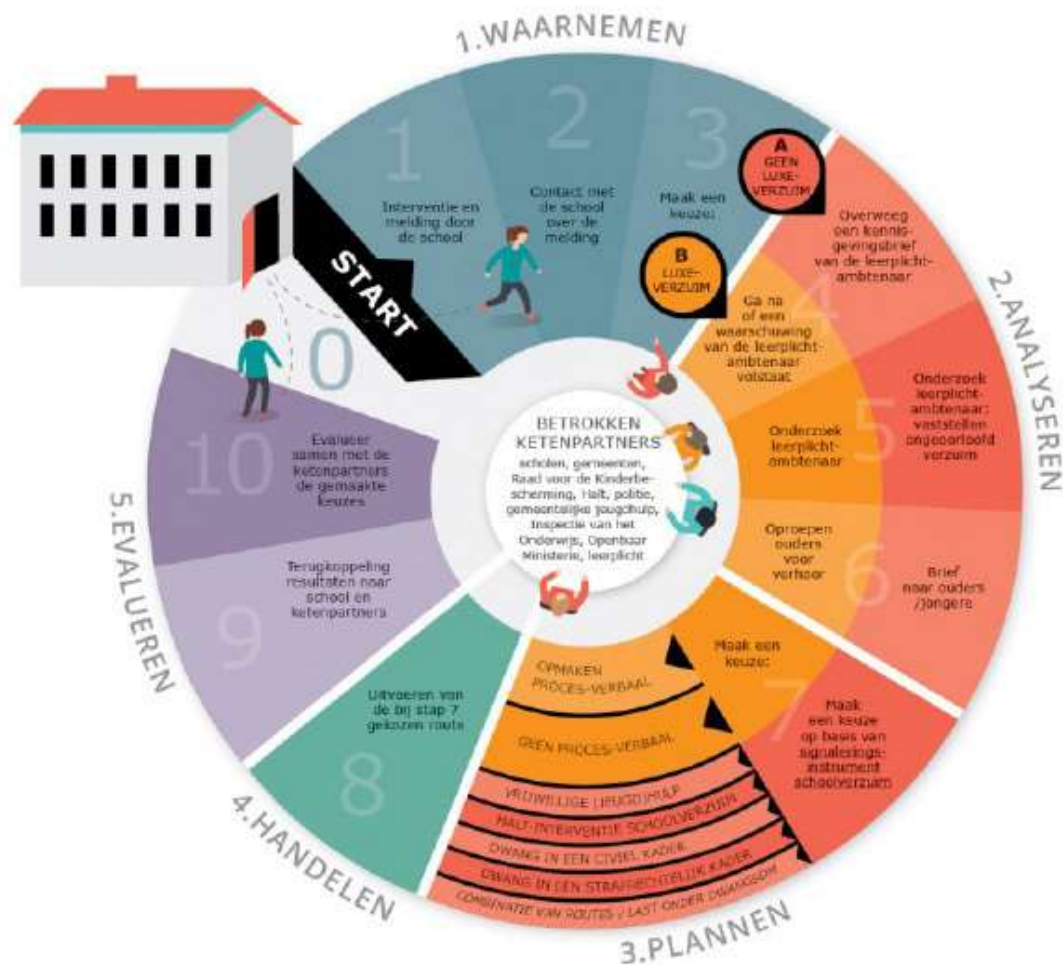 1.WAARNEMEN
START
0
1
Interventie en
melding door
de school
2
Contact met
de school
over de
melding
3
Maak een
keuze:
A
GEEN
LUXE-
VERZUIM
B
LUXE-
VERZUIM
2.ANALYSEREN
4
Overweeg
een kennis-
gevingsbrief
van de leerplicht-
ambtenaar
Ga na
of een
waarschuwing
van de leerplicht-
ambtenaar
volstaat
5
Onderzoek
leerplicht-
ambtenaar:
vaststellen
ongeoorloofd
verzuim
Onderzoek
leerplicht-
ambtenaar
6
Brief
naar ouders
/jongere
Oproepen
ouders
voor
verhoor
3.PLANNEN
7
Maak een
keuze:
Maak
een keuze
op basis van
signalerings-
instrument
schoolverzuim
OPMAKEN
PROCES-VERBAAL
GEEN PROCES-VERBAAL
VRIJWILLIGE (JEUGD)HULP
HALT-INTERVENTIE SCHOOLVERZUIM
DWANG IN EEN CIVIEL KADER
DWANG IN EEN STRAFRECHTELIJK KADER
COMBINATIE VAN ROUTES / LAST ONDER DWANGSOM
4.HANDELEN
8
Uitvoeren van
de bij stap 7
gekozen route
5.EVALUEREN
9
Terugkoppeling
resultaten naar
school en
ketenpartners
10
Evalueer
samen met de
ketenpartners
de gemaakte
keuzes
BETROKKEN
KETENPARTNERS
scholen, gemeenten,
Raad voor de Kinderbe-
scherming, Halt, politie,
gemeentelijke jeugdhulp,
Inspectie van het
Onderwijs, Openbaar
Ministerie, leerplicht